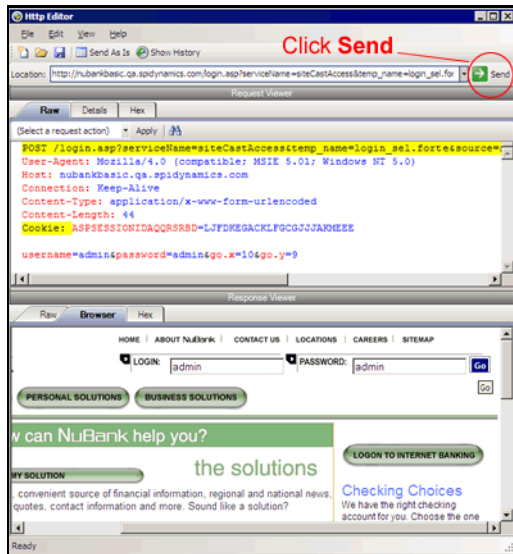 Http Editor
File Edit View Help
Send As Is Show History
Click Send
Location: http://nubankbasic.qa.spidynamics.com/login.asp?serviceName=siteCastAccess&temp_name=login_sel.for Send
Request Viewer
Raw Details Hex
(Select a request action) Apply
POST /login.asp?serviceName=siteCastAccess&temp_name=login_sel.forte&source=
User-Agent: Mozilla/4.0 (compatible; MSIE 5.01; Windows NT 5.0)
Host: nubankbasic.qa.spidynamics.com
Connection: Keep-Alive
Content-Type: application/x-www-form-urlencoded
Content-Length: 44
Cookie: ASPSESSIONIDAQQRSRBD=LJFDKEGACKLFGCGJJJAKMEEE
username=admin&password=admin&go.x=10&go.y=9
Response Viewer
Raw Browser Hex
HOME | ABOUT NuBank | CONTACT US | LOCATIONS | CAREERS | SITEMAP
LOGIN: admin PASSWORD: admin Go
Go
PERSONAL SOLUTIONS BUSINESS SOLUTIONS
w can NuBank help you?
LOGON TO INTERNET BANKING
the solutions
MY SOLUTION
, convenient source of financial information, regional and national news,
quotes, contact information and more. Sound like a solution?
Checking Choices
We have the right checking
account for you. Choose the one
Ready